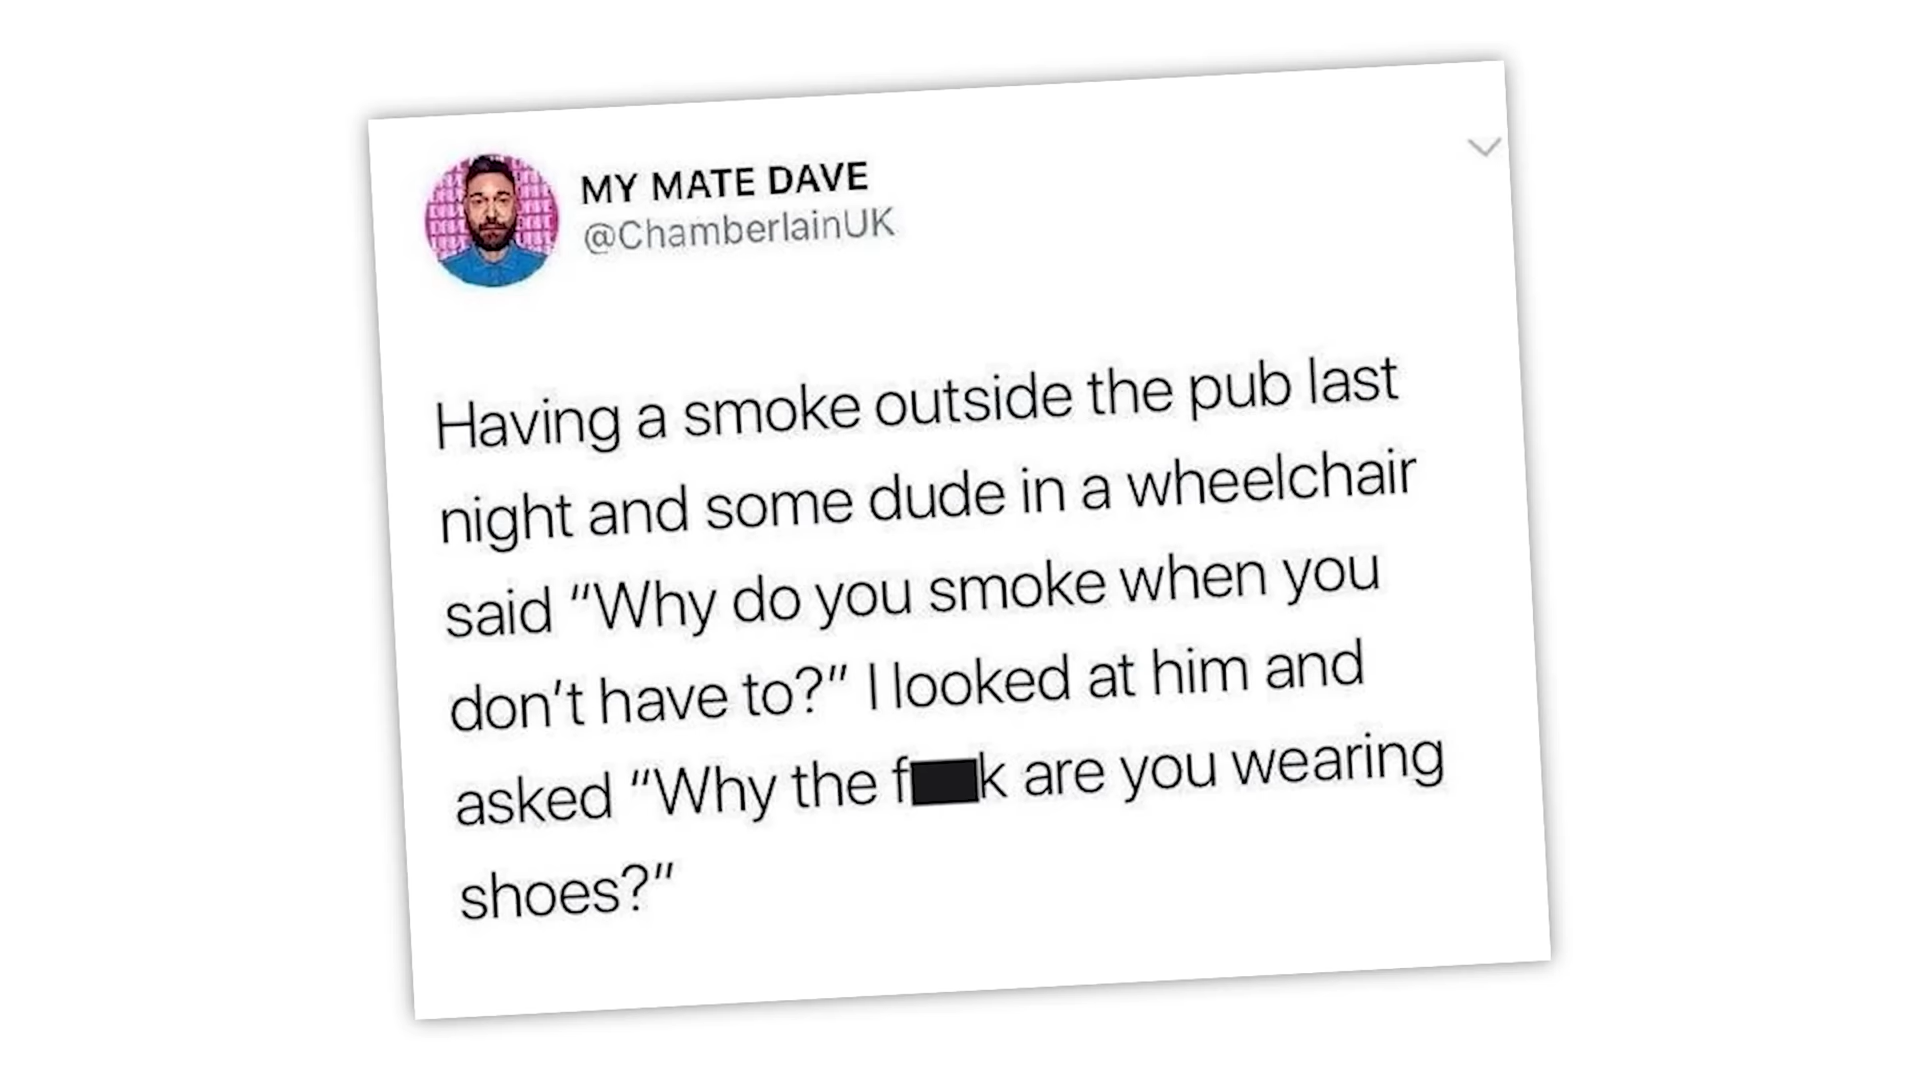 MY MATE DAVE
@ChamberlainUK
Having a smoke outside the pub last
night and some dude in a wheelchair
said “Why do you smoke when you
don’t have to?” I looked at him and
asked “Why the f██k are you wearing
shoes?”